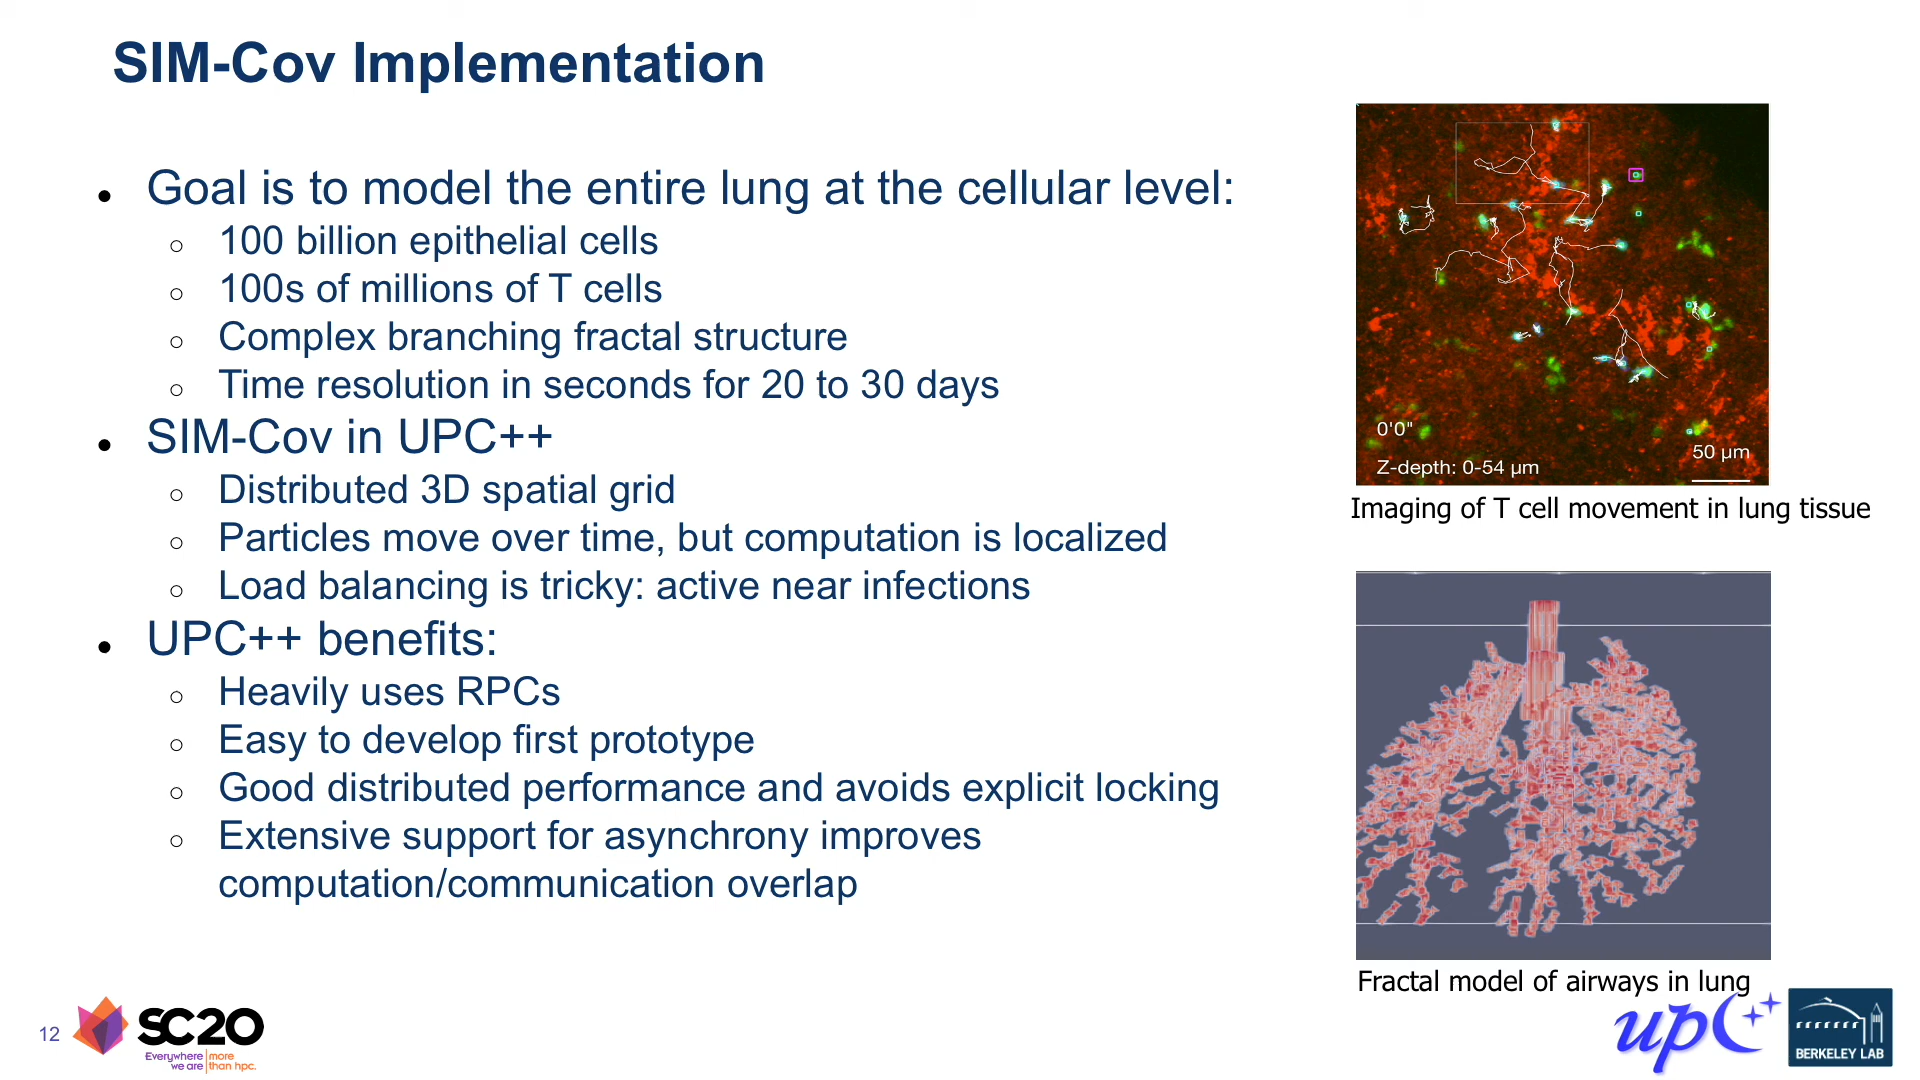 SIM-Cov Implementation
● Goal is to model the entire lung at the cellular level:
○ 100 billion epithelial cells
○ 100s of millions of T cells
○ Complex branching fractal structure
○ Time resolution in seconds for 20 to 30 days
● SIM-Cov in UPC++
○ Distributed 3D spatial grid
○ Particles move over time, but computation is localized
○ Load balancing is tricky: active near infections
● UPC++ benefits:
○ Heavily uses RPCs
○ Easy to develop first prototype
○ Good distributed performance and avoids explicit locking
○ Extensive support for asynchrony improves
computation/communication overlap
0'0"
Z-depth: 0-54 μm
50 μm
Imaging of T cell movement in lung tissue
Fractal model of airways in lung
12
SC20
Everywhere we are | more than hpc.
upc++
BERKELEY LAB